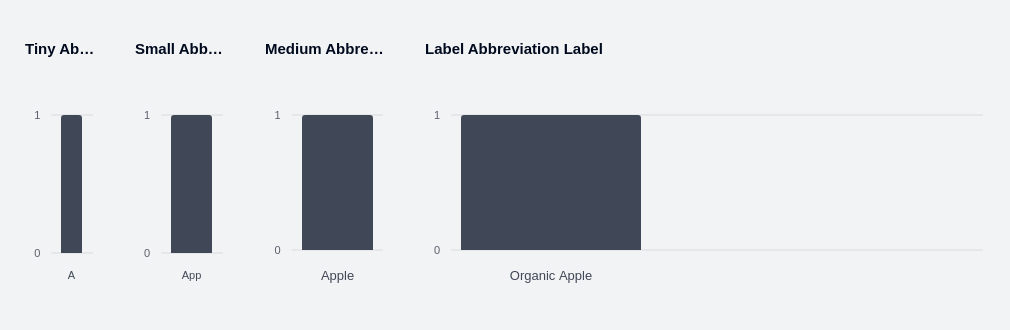 Tiny Ab…
1
0
A
Small Abb…
1
0
App
Medium Abbre…
1
0
Apple
Label Abbreviation Label
1
0
Organic Apple